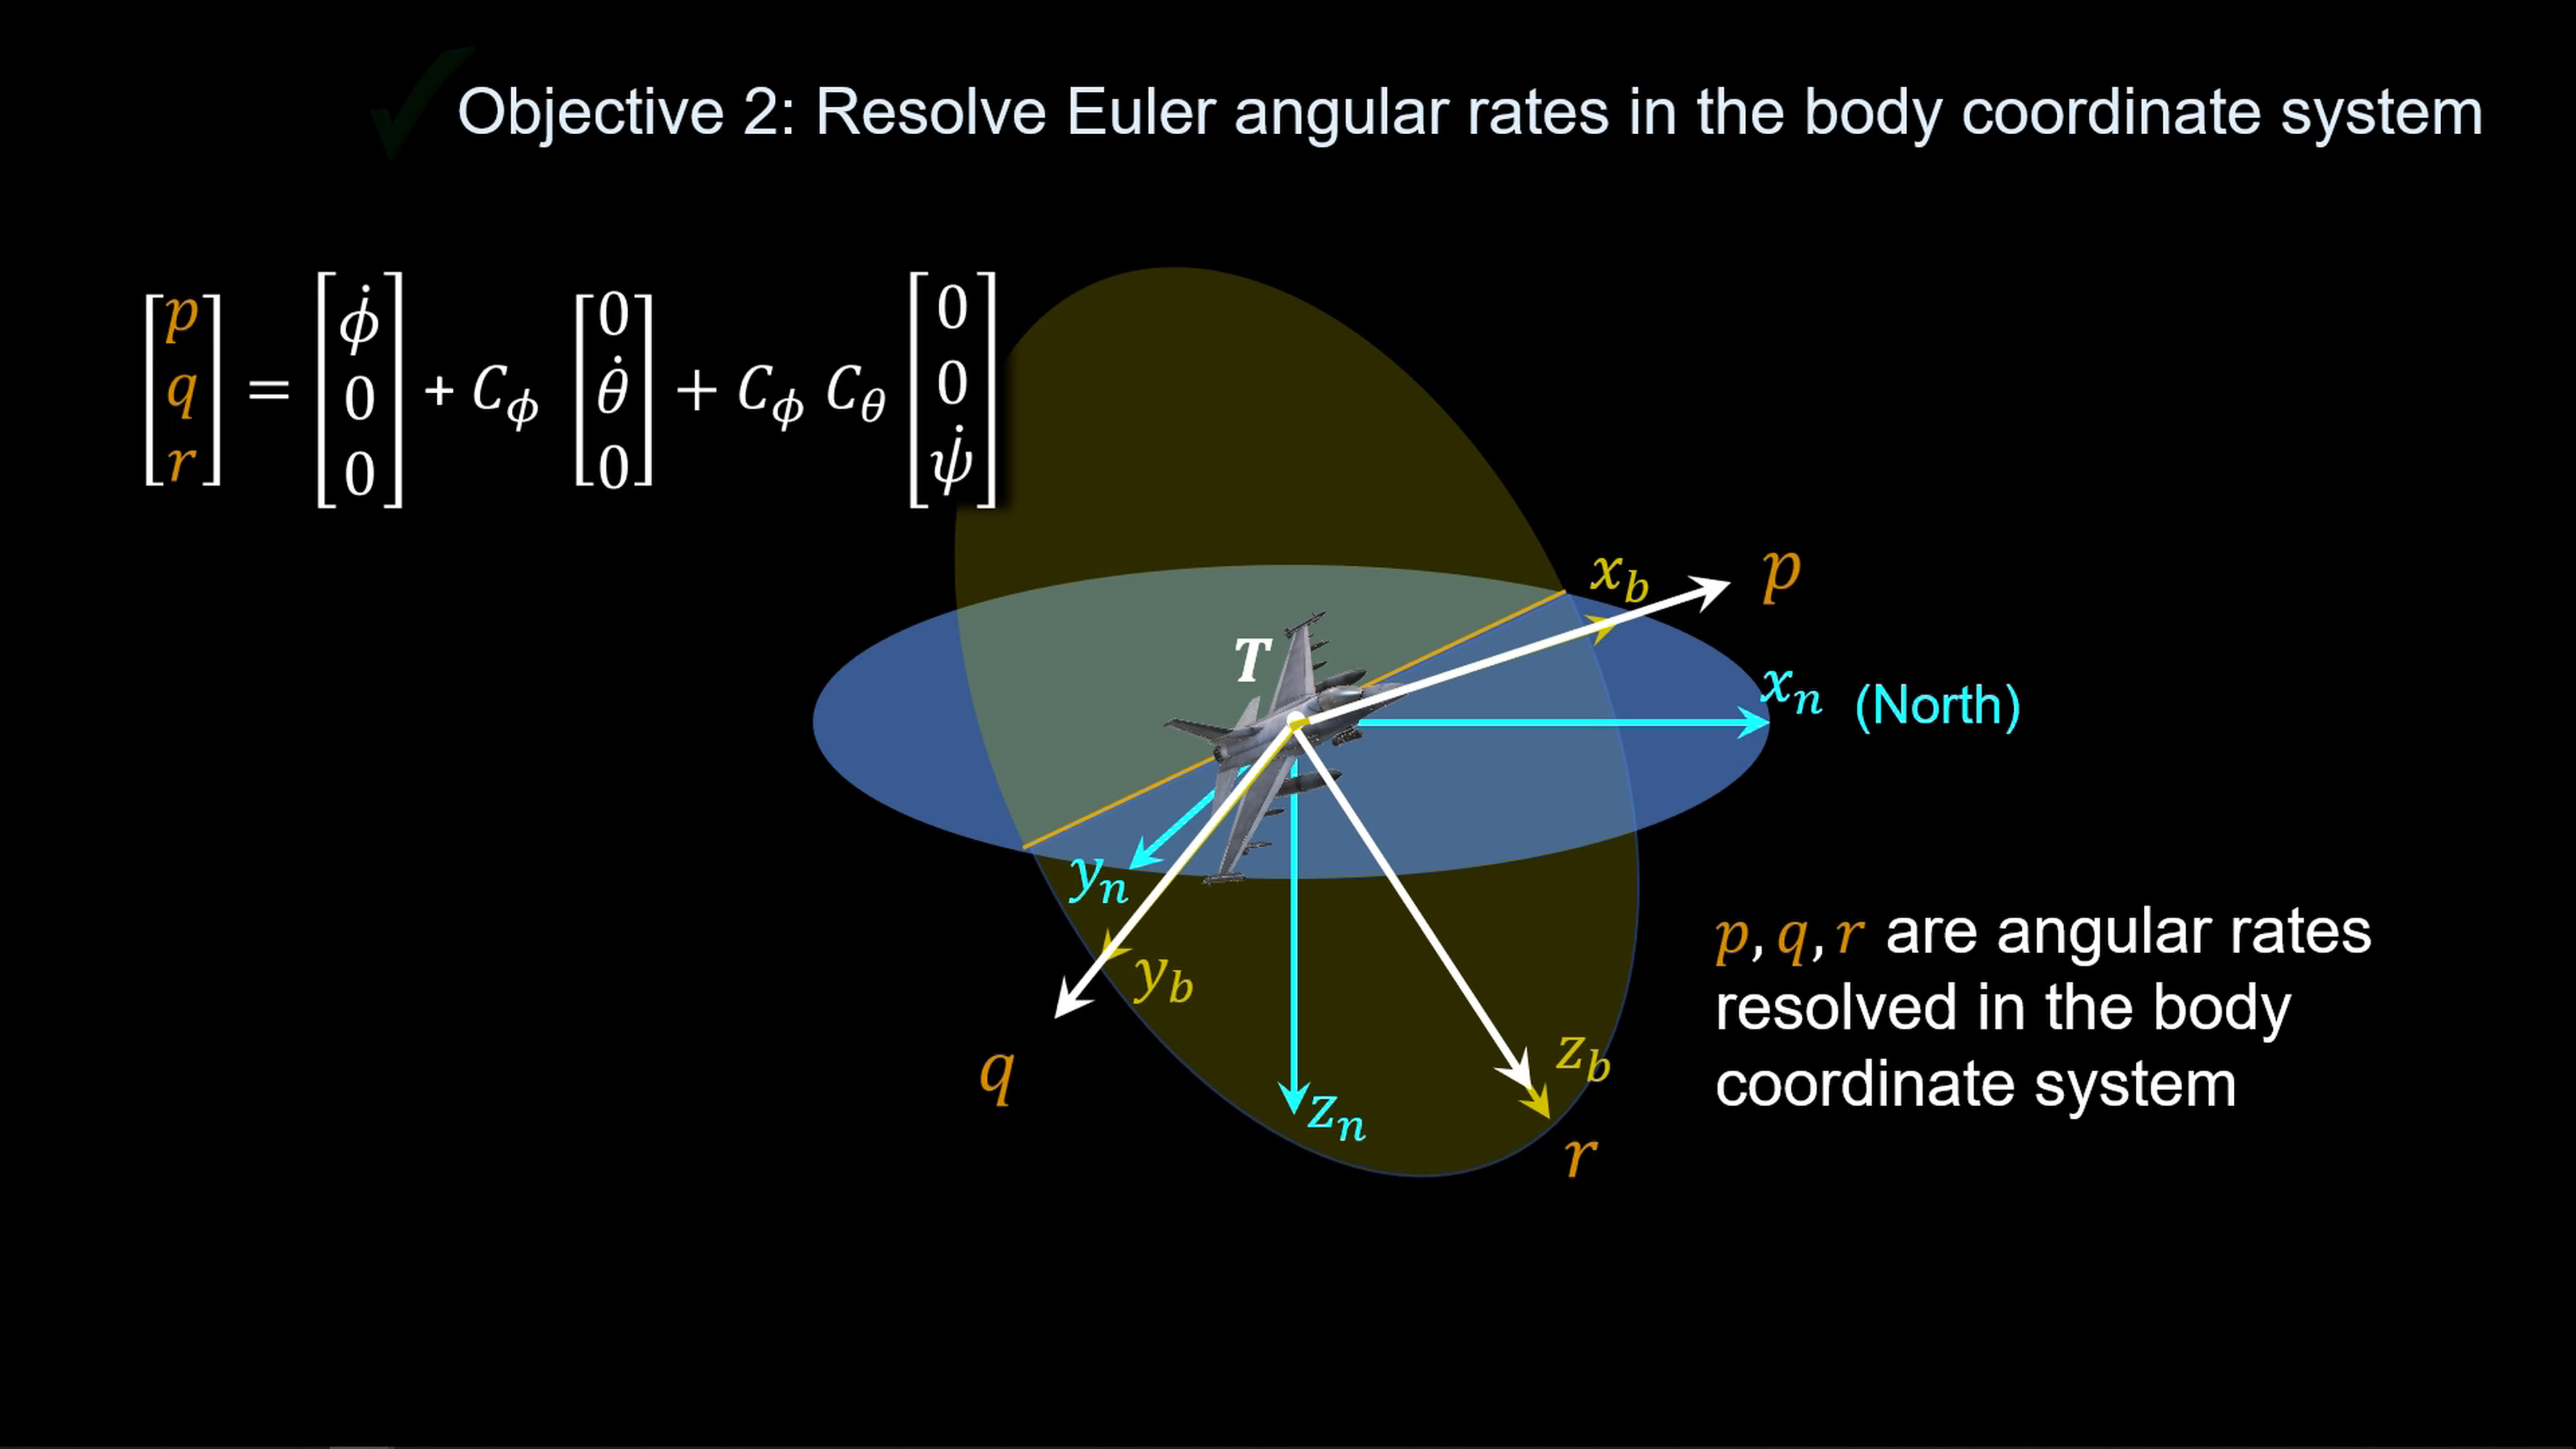 Objective 2: Resolve Euler angular rates in the body coordinate system
[p q r] = [ϕ̇ 0 0] + C_ϕ [0 θ̇ 0] + C_ϕ C_θ [0 0 ψ̇]
x_b p
T
x_n (North)
y_n
y_b
q
z_b
z_n
r
p, q, r are angular rates
resolved in the body
coordinate system